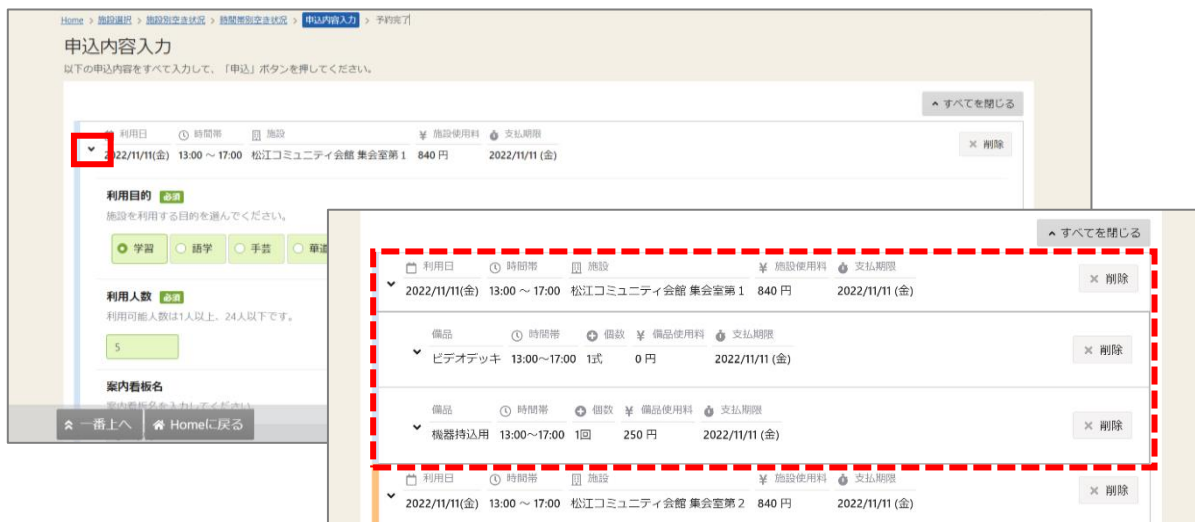 Home > 施設選択 > 施設別空き状況 > 時間帯別空き状況 > 申込内容入力 > 予約完了
申込内容入力
以下の申込内容をすべて入力して、「申込」ボタンを押してください。
すべてを閉じる
利用日 時間帯 施設 ¥ 施設使用料 支払期限
2022/11/11(金) 13:00 ~ 17:00 松江コミュニティ会館 集会室第1 840 円 2022/11/11 (金)
× 削除
利用目的 必須
施設を利用する目的を選んでください。
学習 語学 手芸 華道
利用人数 必須
利用可能人数は1人以上、24人以下です。
5
案内看板名
案内看板名を入力してください。
一番上へ Homeに戻る
すべてを閉じる
利用日 時間帯 施設 ¥ 施設使用料 支払期限
2022/11/11(金) 13:00 ~ 17:00 松江コミュニティ会館 集会室第1 840 円 2022/11/11 (金)
× 削除
備品 時間帯 個数 ¥ 備品使用料 支払期限
ビデオデッキ 13:00~17:00 1式 0 円 2022/11/11 (金)
× 削除
備品 時間帯 個数 ¥ 備品使用料 支払期限
機器持込用 13:00~17:00 1回 250 円 2022/11/11 (金)
× 削除
利用日 時間帯 施設 ¥ 施設使用料 支払期限
2022/11/11(金) 13:00 ~ 17:00 松江コミュニティ会館 集会室第2 840 円 2022/11/11 (金)
× 削除